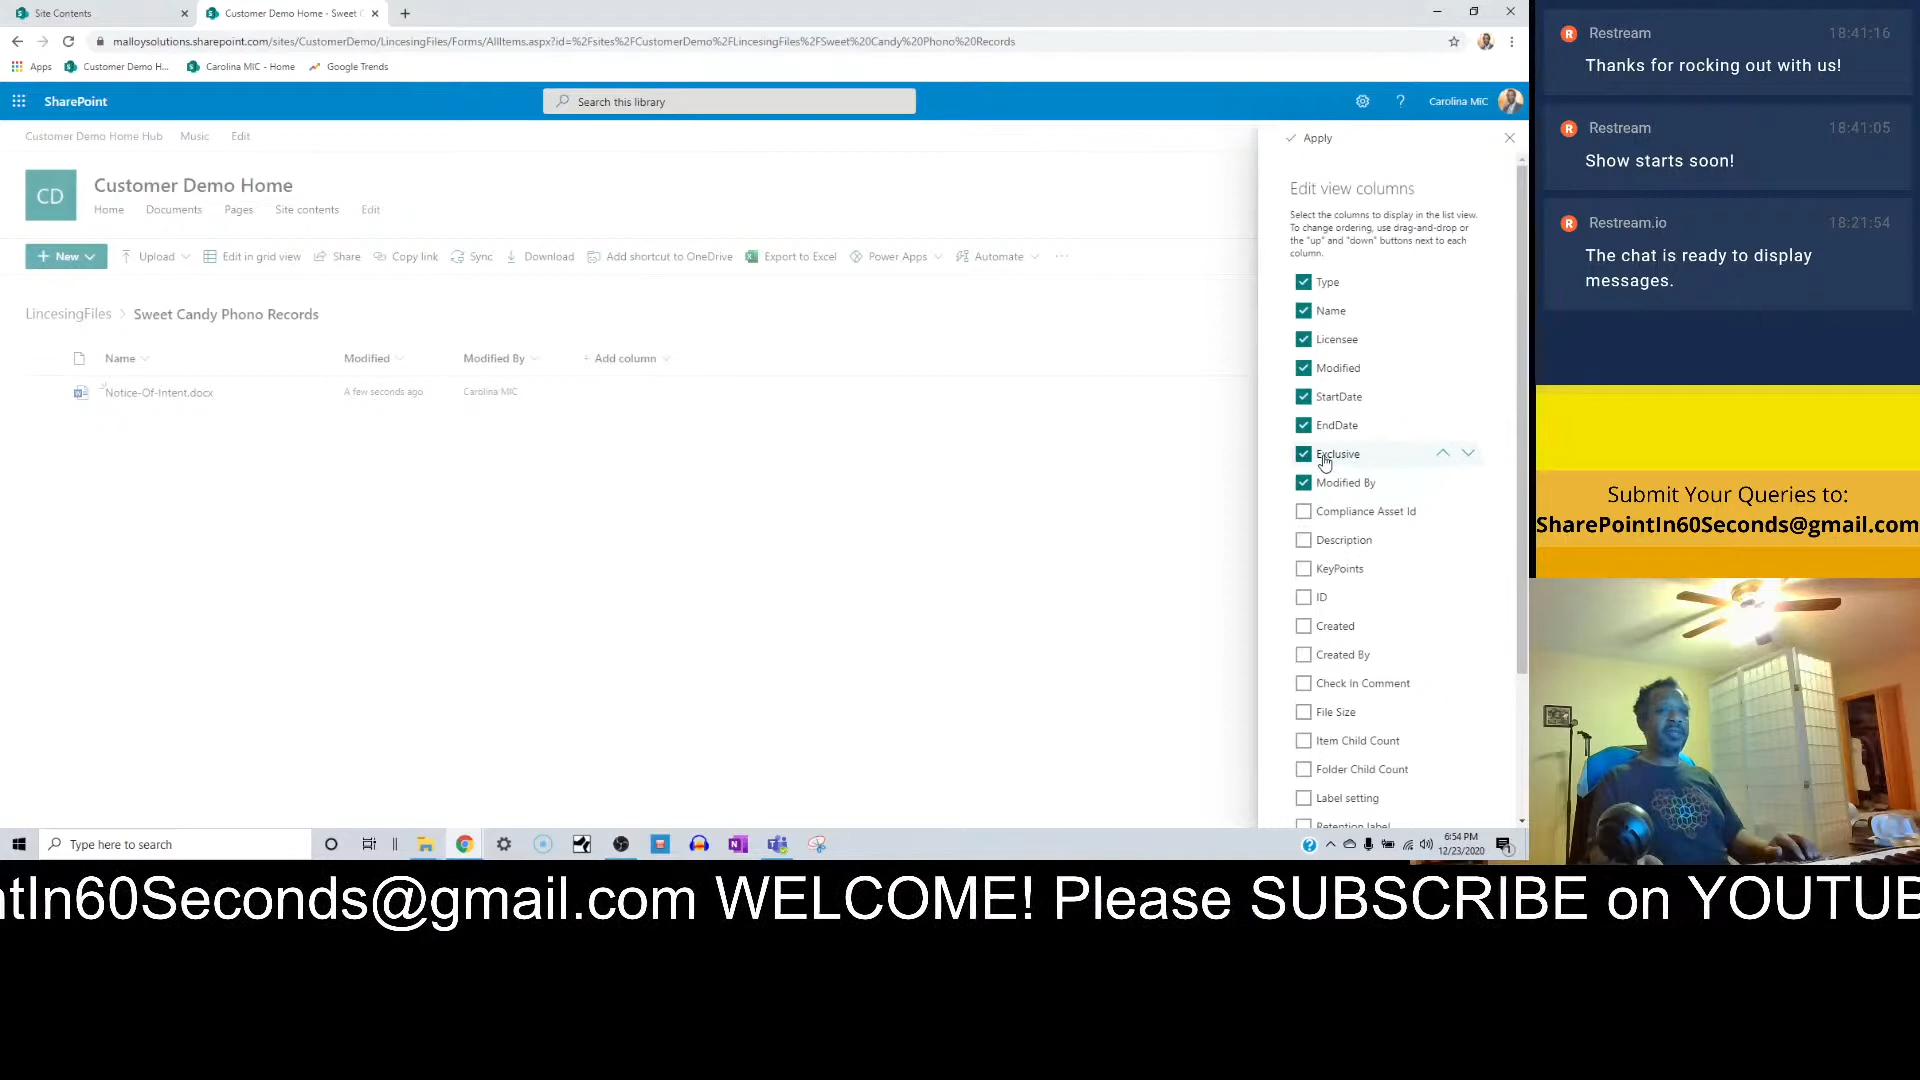 Site Contents
Customer Demo Home - Sweet C
malloysolutions.sharepoint.com/sites/CustomerDemo/LincesingFiles/Forms/AllItems.aspx?id=%2Fsites%2FCustomerDemo%2FLincesingFiles%2FSweet%20Candy%20Phono%20Records
Apps
Customer Demo H...
Carolina MIC - Home
Google Trends
SharePoint
Search this library
Carolina MIC
Customer Demo Home Hub
Music
Edit
CD
Customer Demo Home
Home
Documents
Pages
Site contents
Edit
New
Upload
Edit in grid view
Share
Copy link
Sync
Download
Add shortcut to OneDrive
Export to Excel
Power Apps
Automate
LincesingFiles > Sweet Candy Phono Records
Name
Modified
Modified By
+ Add column
Notice-Of-Intent.docx
A few seconds ago
Carolina MIC
Apply
Edit view columns
Select the columns to display in the list view.
To change ordering, use drag-and-drop or
the "up" and "down" buttons next to each
column.
Type
Name
Licensee
Modified
StartDate
EndDate
Exclusive
Modified By
Compliance Asset Id
Description
KeyPoints
ID
Created
Created By
Check In Comment
File Size
Item Child Count
Folder Child Count
Label setting
Retention label
Type here to search
6:54 PM
12/23/2020
Restream
18:41:16
Thanks for rocking out with us!
Restream
18:41:05
Show starts soon!
Restream.io
18:21:54
The chat is ready to display
messages.
Submit Your Queries to:
SharePointIn60Seconds@gmail.com
ntIn60Seconds@gmail.com WELCOME! Please SUBSCRIBE on YOUTUB